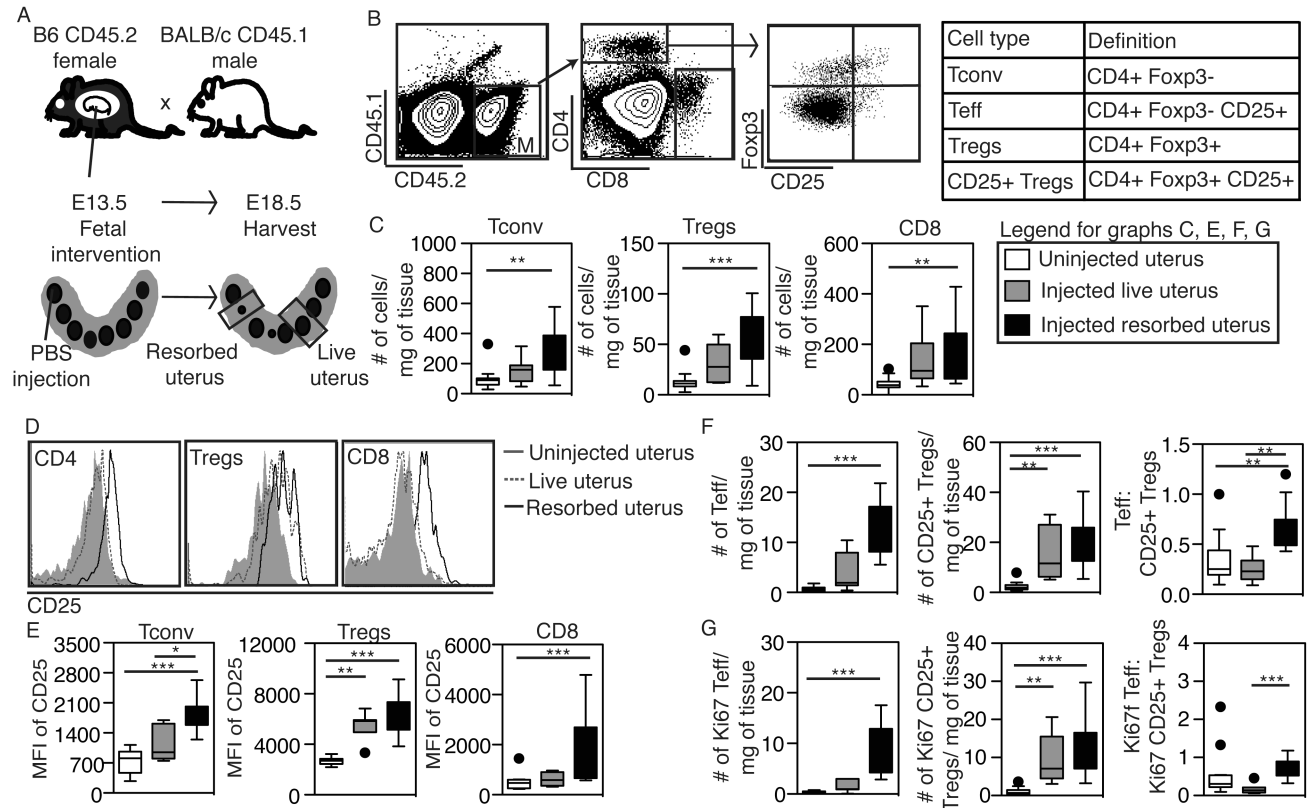 A
B6 CD45.2
female
BALB/c CD45.1
male
x
E13.5
Fetal
intervention
E18.5
Harvest
PBS
injection
Resorbed
uterus
Live
uterus
B
CD45.1
CD45.2
M
CD4
CD8
Foxp3
CD25
Cell type Definition
Tconv CD4+ Foxp3-
Teff CD4+ Foxp3- CD25+
Tregs CD4+ Foxp3+
CD25+ Tregs CD4+ Foxp3+ CD25+
C
Tconv
# of cells/
mg of tissue
1000
800
600
400
200
0
**
Tregs
# of cells/
mg of tissue
150
100
50
0
***
CD8
# of cells/
mg of tissue
600
400
200
0
**
Legend for graphs C, E, F, G
Uninjected uterus
Injected live uterus
Injected resorbed uterus
D
CD4
Tregs
CD8
CD25
Uninjected uterus
Live uterus
Resorbed uterus
E
Tconv
MFI of CD25
3500
2800
2100
1400
700
0
*
***
Tregs
MFI of CD25
12000
8000
4000
0
***
**
CD8
MFI of CD25
6000
4000
2000
0
***
F
# of Teff/
mg of tissue
30
20
10
0
***
# of CD25+ Tregs/
mg of tissue
60
40
20
0
***
**
Teff:
CD25+ Tregs
1.5
1.0
0.5
0.0
**
**
G
# of Ki67 Teff/
mg of tissue
30
20
10
0
***
# of Ki67 CD25+
Tregs/ mg of tissue
40
30
20
10
0
***
**
Ki67f Teff:
Ki67 CD25+ Tregs
4
3
2
1
0
***